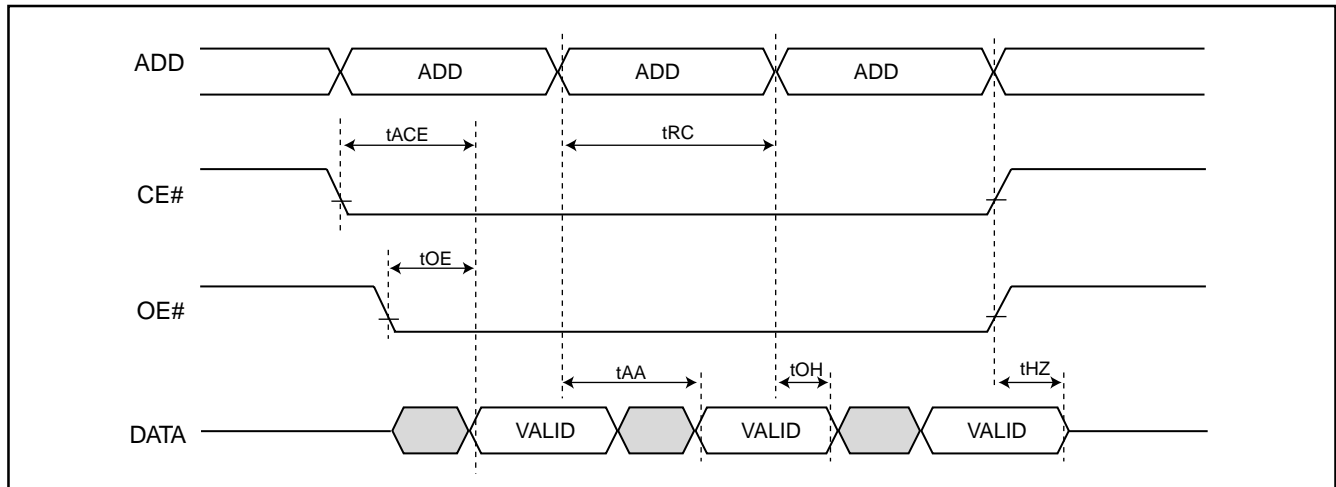 ADD ADD ADD ADD
tACE tRC
CE#
tOE
OE#
tAA tOH tHZ
DATA VALID VALID VALID